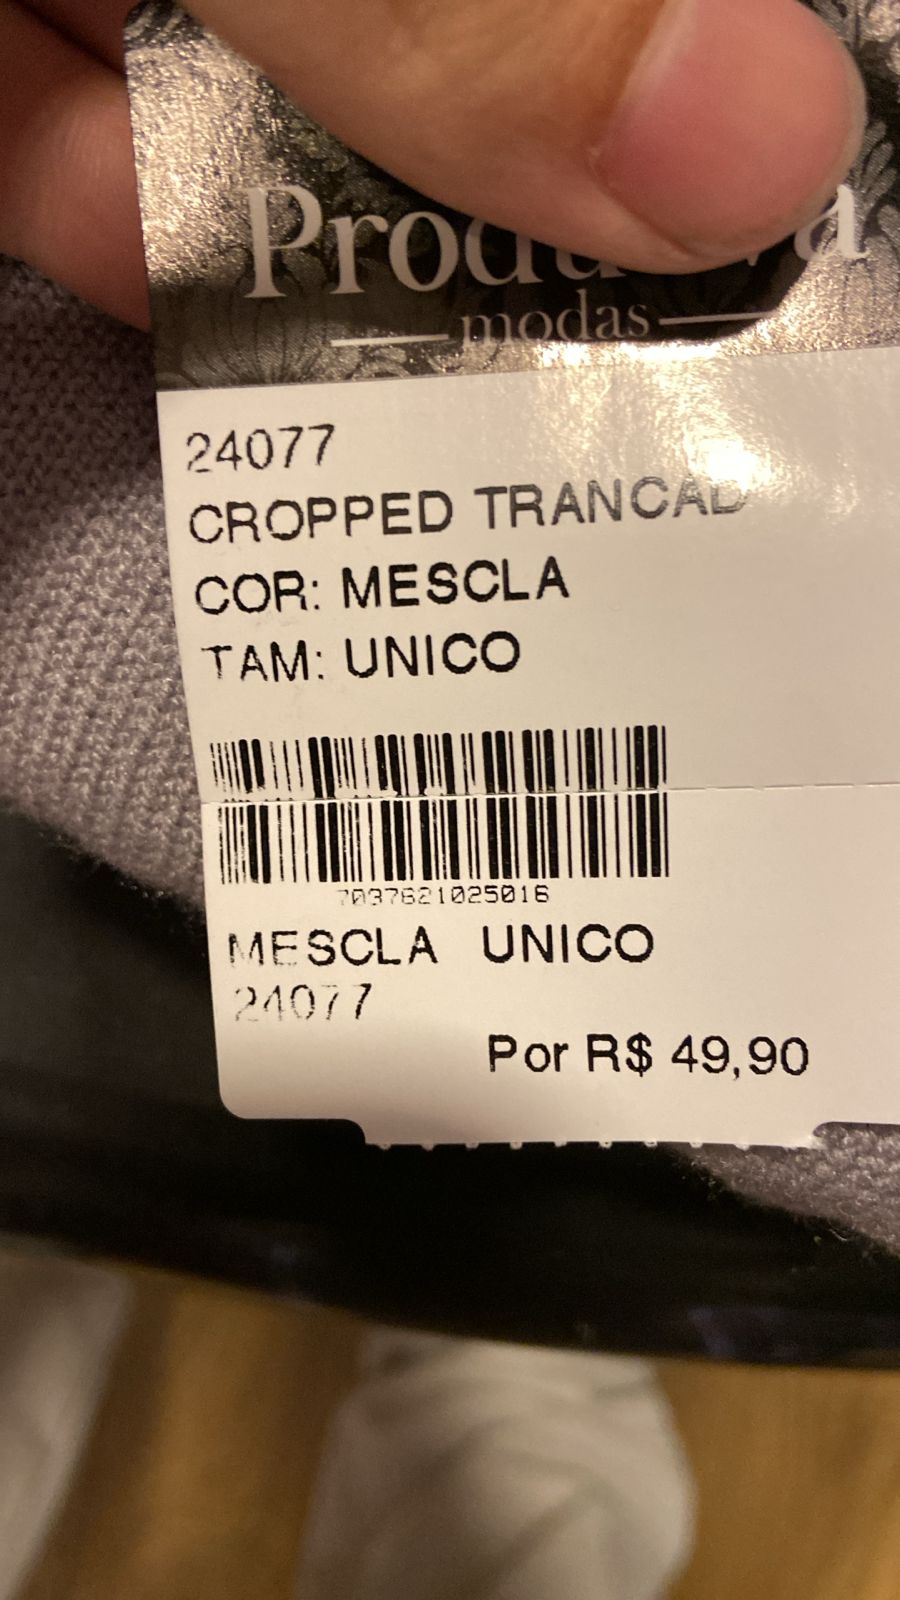 modas
24077
CROPPED TRANCAD
COR: MESCLA
TAM: UNICO
7037621025016
MESCLA UNICO
24077
Por R$ 49,90